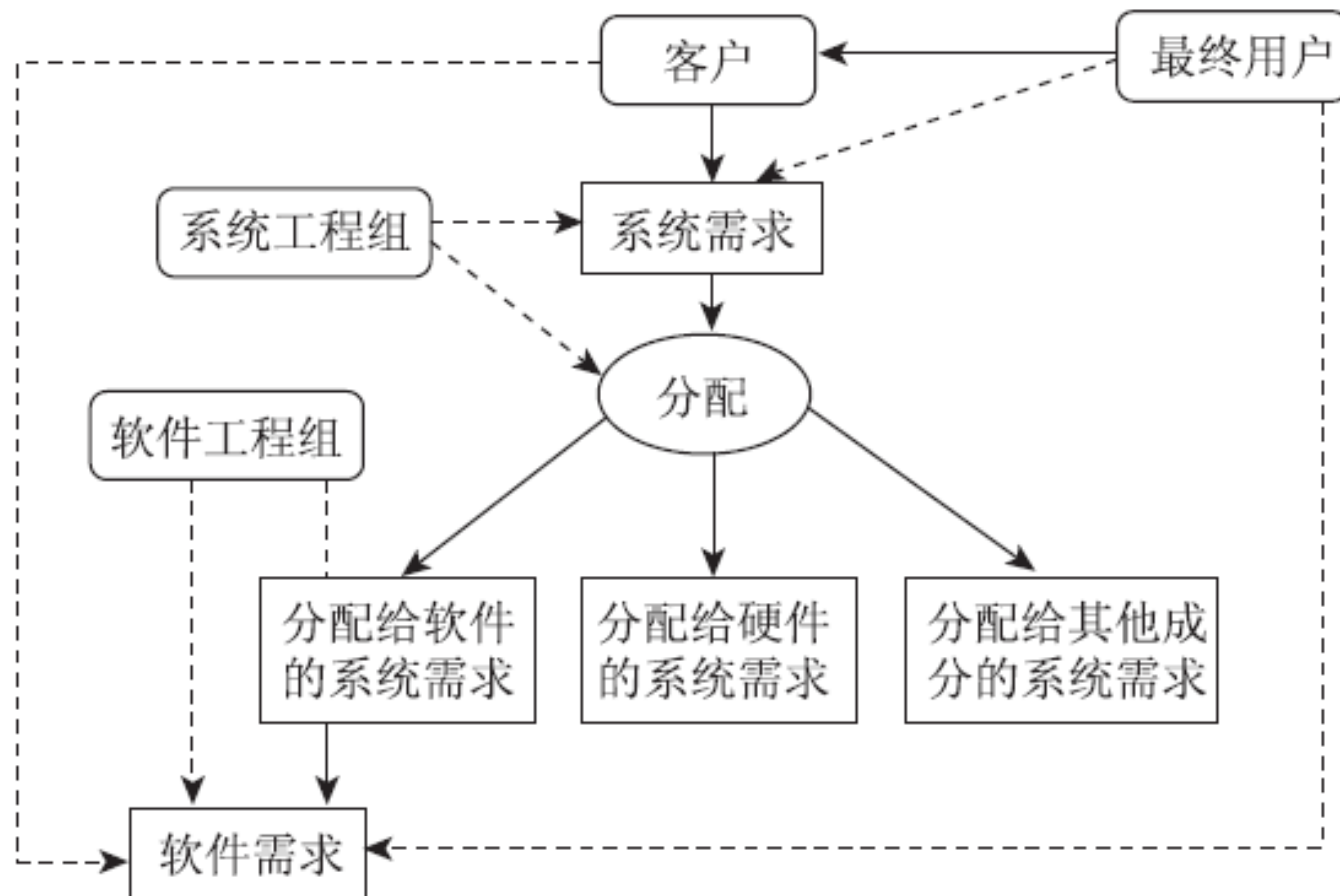 客户
最终用户
系统工程组
系统需求
分配
软件工程组
分配给软件
的系统需求
分配给硬件
的系统需求
分配给其他成
分的系统需求
软件需求